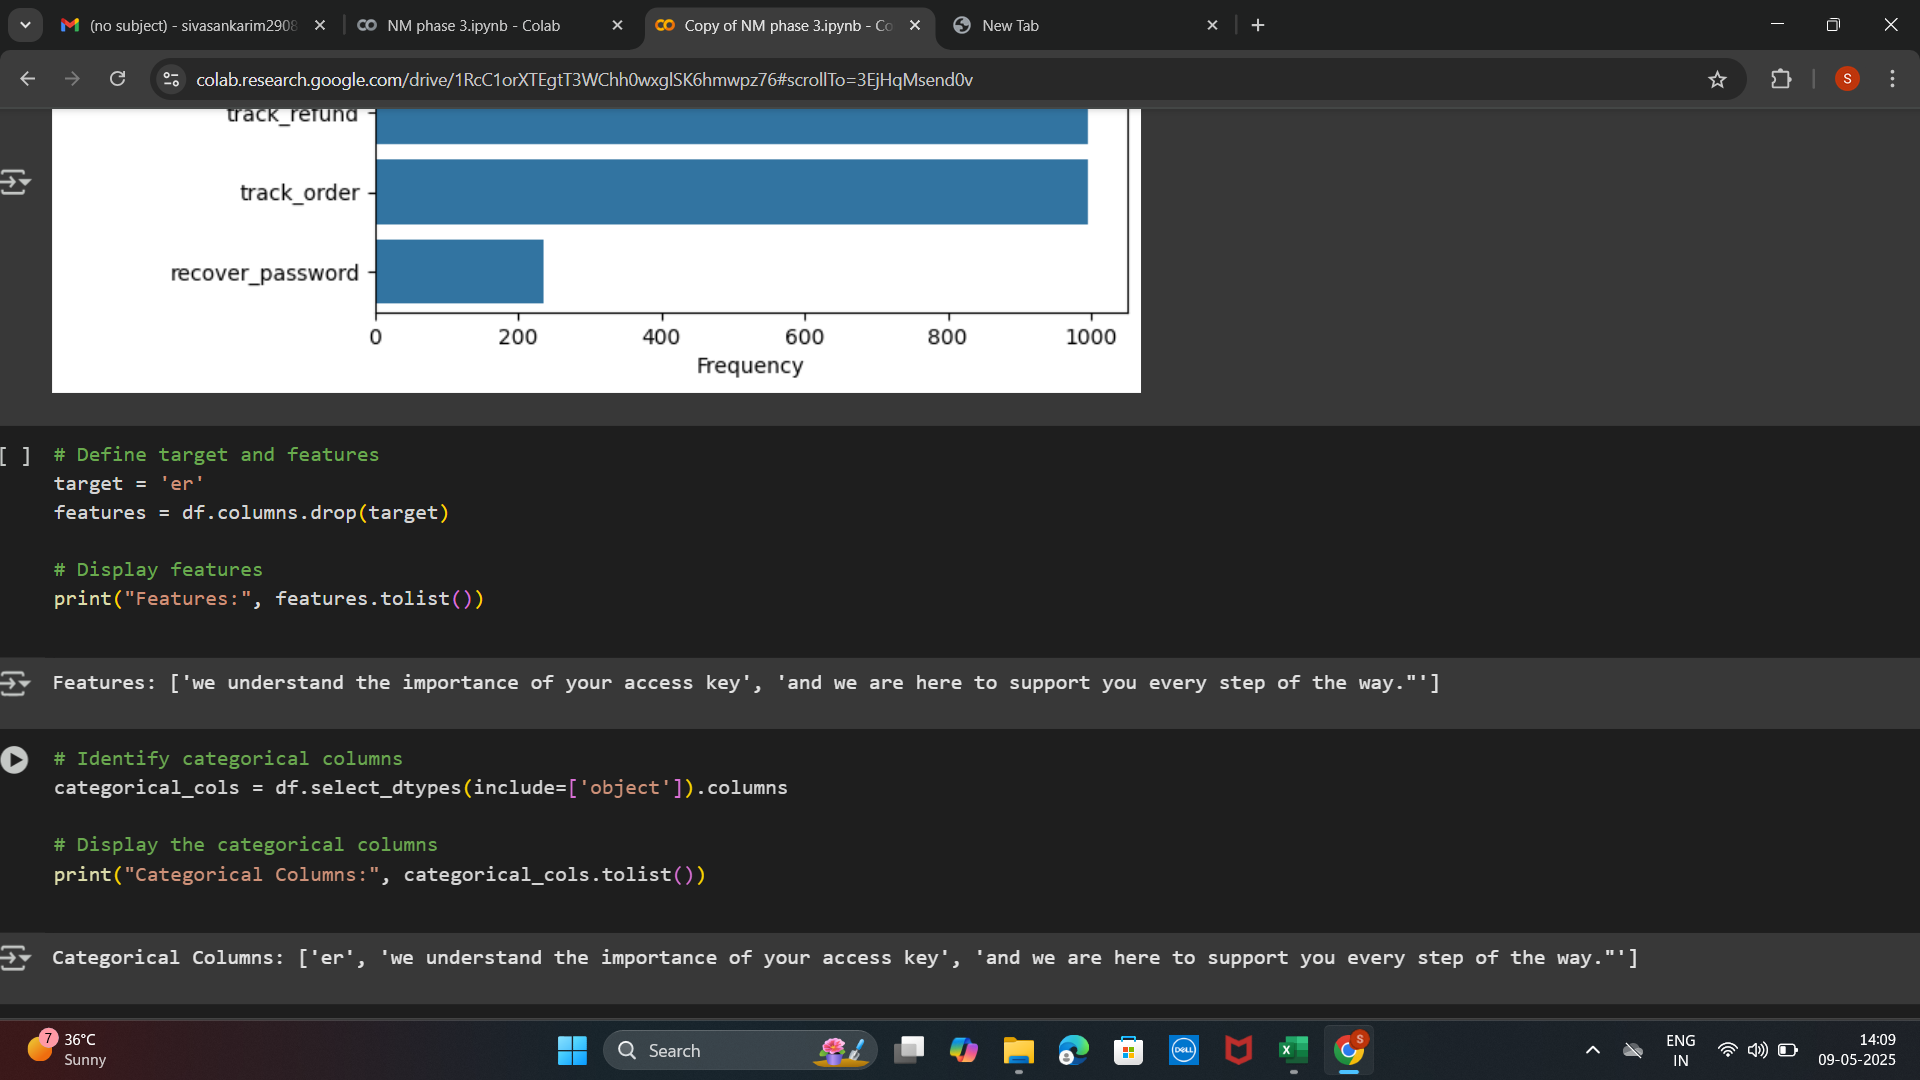 (no subject) - sivasankarim2908
NM phase 3.ipynb - Colab
Copy of NM phase 3.ipynb - Co
New Tab
colab.research.google.com/drive/1RcC1orXTEgtT3WChh0wxglSK6hmwpz76#scrollTo=3EjHqMsend0v
S
track_refund
track_order
recover_password
0 200 400 600 800 1000
Frequency
[ ]
# Define target and features
target = 'er'
features = df.columns.drop(target)
# Display features
print("Features:", features.tolist())
Features: ['we understand the importance of your access key', 'and we are here to support you every step of the way."']
# Identify categorical columns
categorical_cols = df.select_dtypes(include=['object']).columns
# Display the categorical columns
print("Categorical Columns:", categorical_cols.tolist())
Categorical Columns: ['er', 'we understand the importance of your access key', 'and we are here to support you every step of the way."']
7
36°C
Sunny
Search
DELL
X
S
ENG
IN
14:09
09-05-2025